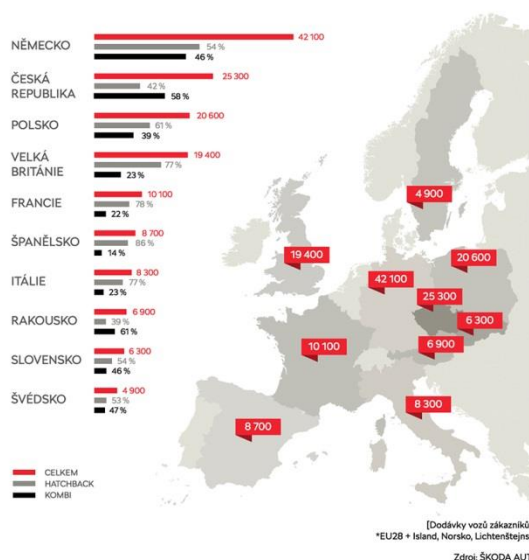 NĚMECKO
42 100
54 %
46 %
ČESKÁ
REPUBLIKA
25 300
42 %
58 %
POLSKO
20 600
61 %
39 %
VELKÁ
BRITÁNIE
19 400
77 %
23 %
FRANCIE
10 100
78 %
22 %
ŠPANĚLSKO
8 700
86 %
14 %
ITÁLIE
8 300
77 %
23 %
RAKOUSKO
6 900
39 %
61 %
SLOVENSKO
6 300
54 %
46 %
ŠVÉDSKO
4 900
53 %
47 %
4 900
19 400
20 600
42 100
25 300
6 300
10 100
6 900
8 300
8 700
CELKEM
HATCHBACK
KOMBI
[Dodávky vozů zákazníků
*EU28 + Island, Norsko, Lichtenštejns
Zdroj: ŠKODA AUT